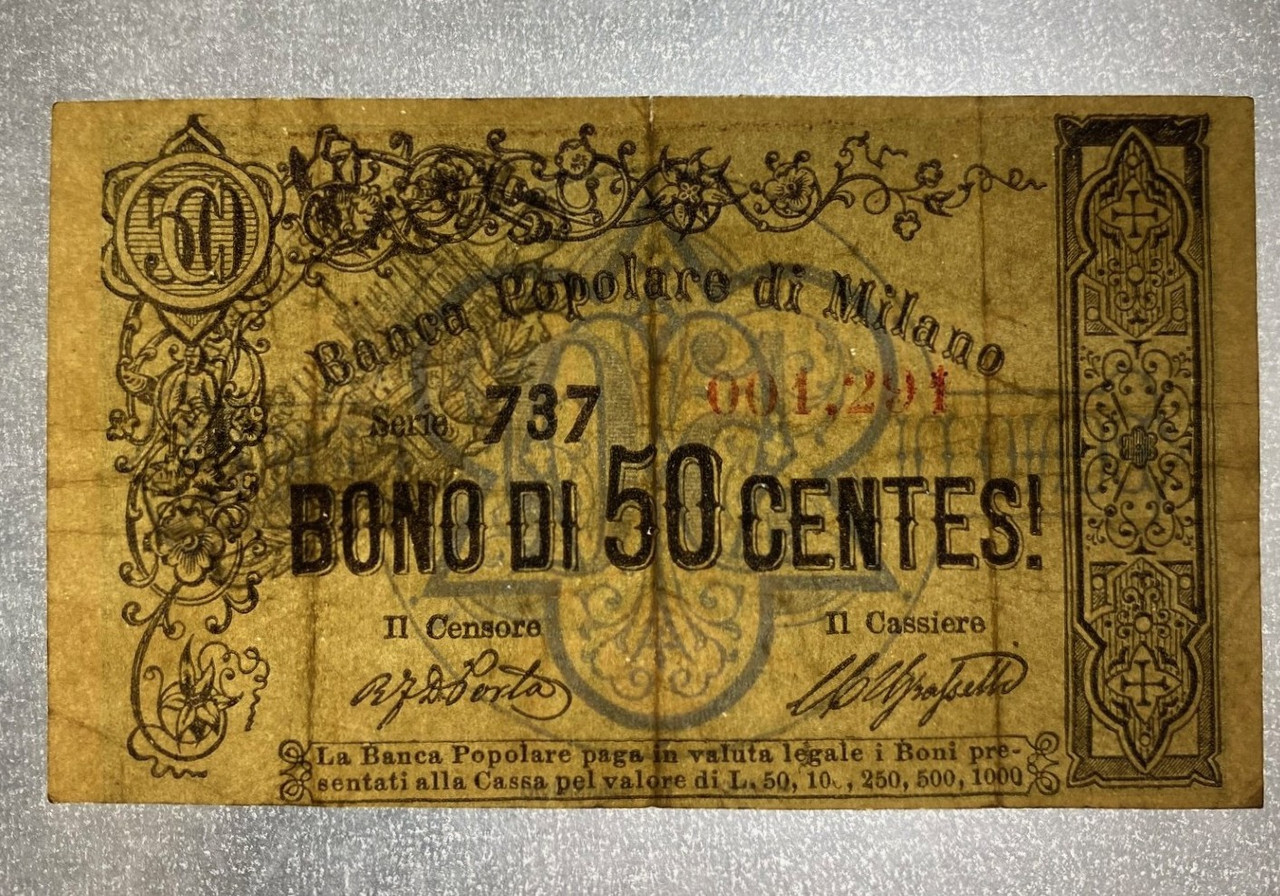 50
Banca Popolare di Milano
Serie 737 001,291
BONO DI 50 CENTES!
Il Censore Il Cassiere
La Banca Popolare paga in valuta legale i Boni pre-
sentati alla Cassa pel valore di L. 50, 100, 250, 500, 1000